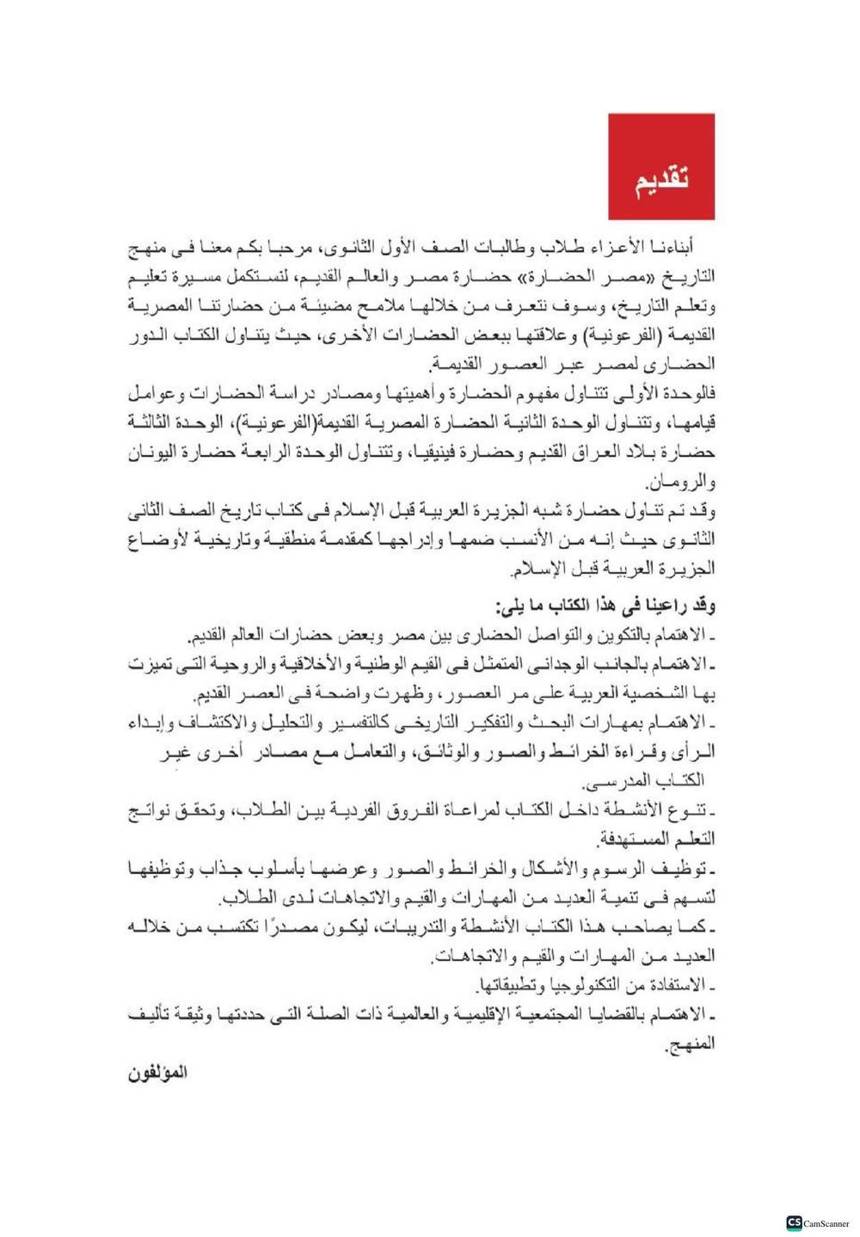 تقديم
أبناءنا الأعزاء طلاب وطالبات الصف الأول الثانوى، مرحبا بكم معنا فى منهج
التاريخ «مصر الحضارة» حضارة مصر والعالم القديم، لنستكمل مسيرة تعليم
وتعلم التاريخ، وسوف نتعرف من خلالها ملامح مضيئة من حضارتنا المصرية
القديمة (الفرعونية) وعلاقتها ببعض الحضارات الأخرى، حيث يتناول الكتاب الدور
الحضارى لمصر عبر العصور القديمة.
فالوحدة الأولى تتناول مفهوم الحضارة وأهميتها ومصادر دراسة الحضارات وعوامل
قيامها، وتتناول الوحدة الثانية الحضارة المصرية القديمة(الفرعونية)، الوحدة الثالثة
حضارة بلاد العراق القديم وحضارة فينيقيا، وتتناول الوحدة الرابعة حضارة اليونان
والرومان.
وقد تم تناول حضارة شبه الجزيرة العربية قبل الإسلام فى كتاب تاريخ الصف الثانى
الثانوى حيث إنه من الأنسب ضمها وإدراجها كمقدمة منطقية وتاريخية لأوضاع
الجزيرة العربية قبل الإسلام.
وقد راعينا فى هذا الكتاب ما يلى:
ـ الاهتمام بالتكوين والتواصل الحضارى بين مصر وبعض حضارات العالم القديم.
ـ الاهتمام بالجانب الوجدانى المتمثل فى القيم الوطنية والأخلاقية والروحية التى تميزت
بها الشخصية العربية على مر العصور، وظهرت واضحة فى العصر القديم.
ـ الاهتمام بمهارات البحث والتفكير التاريخى كالتفسير والتحليل والاكتشاف وإبداء
الرأى وقراءة الخرائط والصور والوثائق، والتعامل مع مصادر أخرى غير
الكتاب المدرسى.
ـ تنوع الأنشطة داخل الكتاب لمراعاة الفروق الفردية بين الطلاب، وتحقق نواتج
التعلم المستهدفة.
ـ توظيف الرسوم والأشكال والخرائط والصور وعرضها بأسلوب جذاب وتوظيفها
لتسهم فى تنمية العديد من المهارات والقيم والاتجاهات لدى الطلاب.
ـ كما يصاحب هذا الكتاب الأنشطة والتدريبات، ليكون مصدرًا تكتسب من خلاله
العديد من المهارات والقيم والاتجاهات.
ـ الاستفادة من التكنولوجيا وتطبيقاتها.
ـ الاهتمام بالقضايا المجتمعية الإقليمية والعالمية ذات الصلة التى حددتها وثيقة تأليف
المنهج.
المؤلفون
CS CamScanner